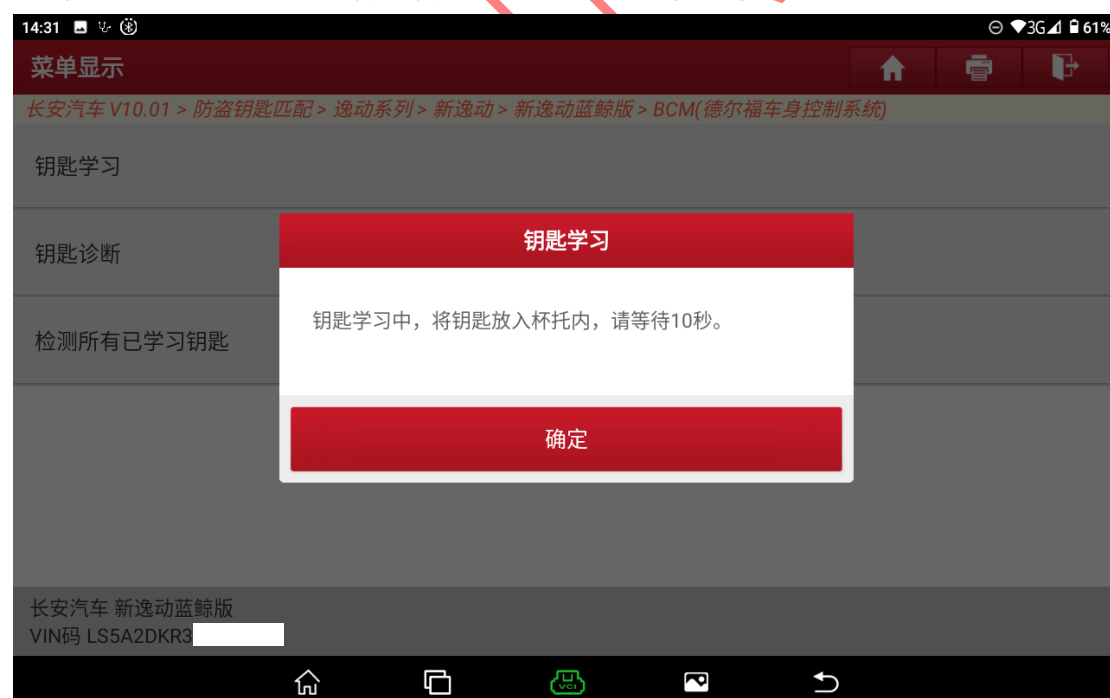 14:31
3G 61%
菜单显示
长安汽车 V10.01 > 防盗钥匙匹配 > 逸动系列 > 新逸动 > 新逸动蓝鲸版 > BCM(德尔福车身控制系统)
钥匙学习
钥匙诊断
检测所有已学习钥匙
钥匙学习
钥匙学习中，将钥匙放入杯托内，请等待10秒。
确定
长安汽车 新逸动蓝鲸版
VIN码 LS5A2DKR3
VCI